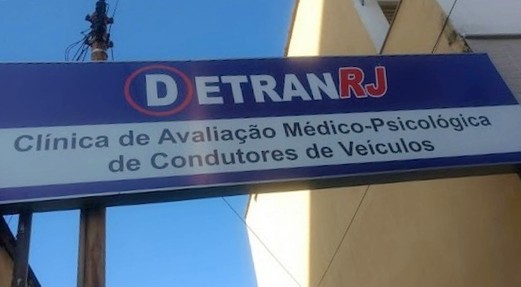 DETRANRJ
Clínica de Avaliação Médico-Psicológica
de Condutores de Veículos